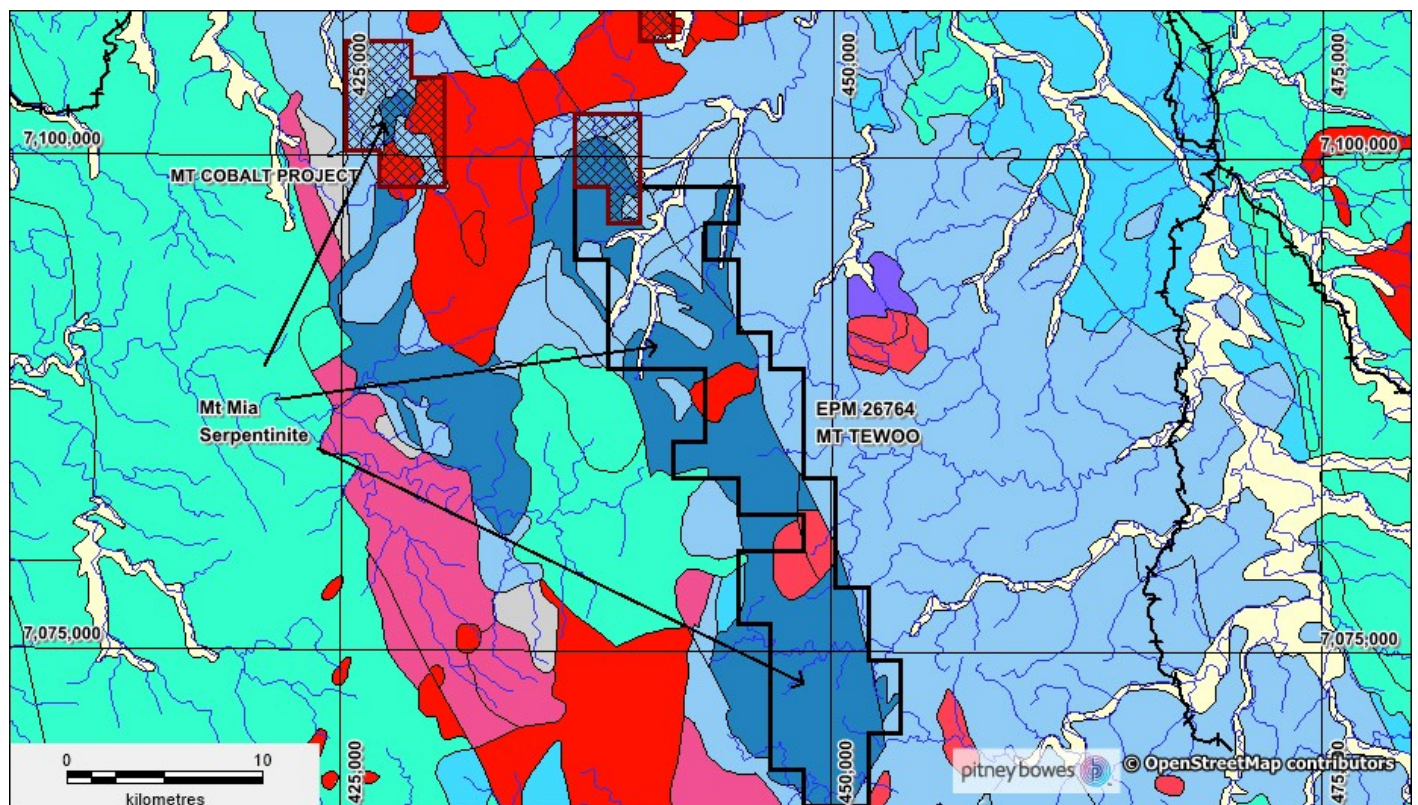 425,000
450,000
475,000
7,100,000
7,100,000
MT COBALT PROJECT
Mt Mia
Serpentinite
EPM 26764
MT TEWOO
7,075,000
7,075,000
425,000
450,000
475,000
0
10
kilometres
pitney bowes
© OpenStreetMap contributors